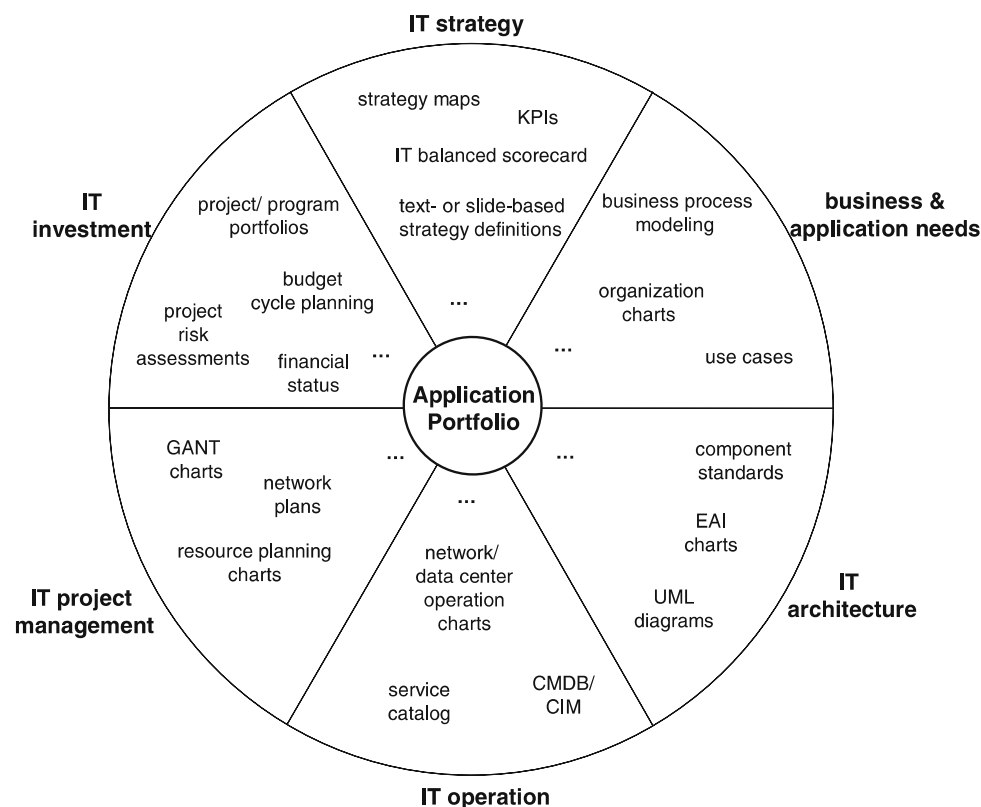 IT strategy
strategy maps
KPIs
IT balanced scorecard
text- or slide-based
strategy definitions
...
business &
application needs
business process
modeling
organization
charts
use cases
...
IT
investment
project/ program
portfolios
budget
cycle planning
project
risk
assessments
financial
status
...
Application
Portfolio
GANT
charts
network
plans
resource planning
charts
...
IT project
management
...
network/
data center
operation
charts
service
catalog
CMDB/
CIM
IT operation
...
component
standards
EAI
charts
UML
diagrams
IT
architecture